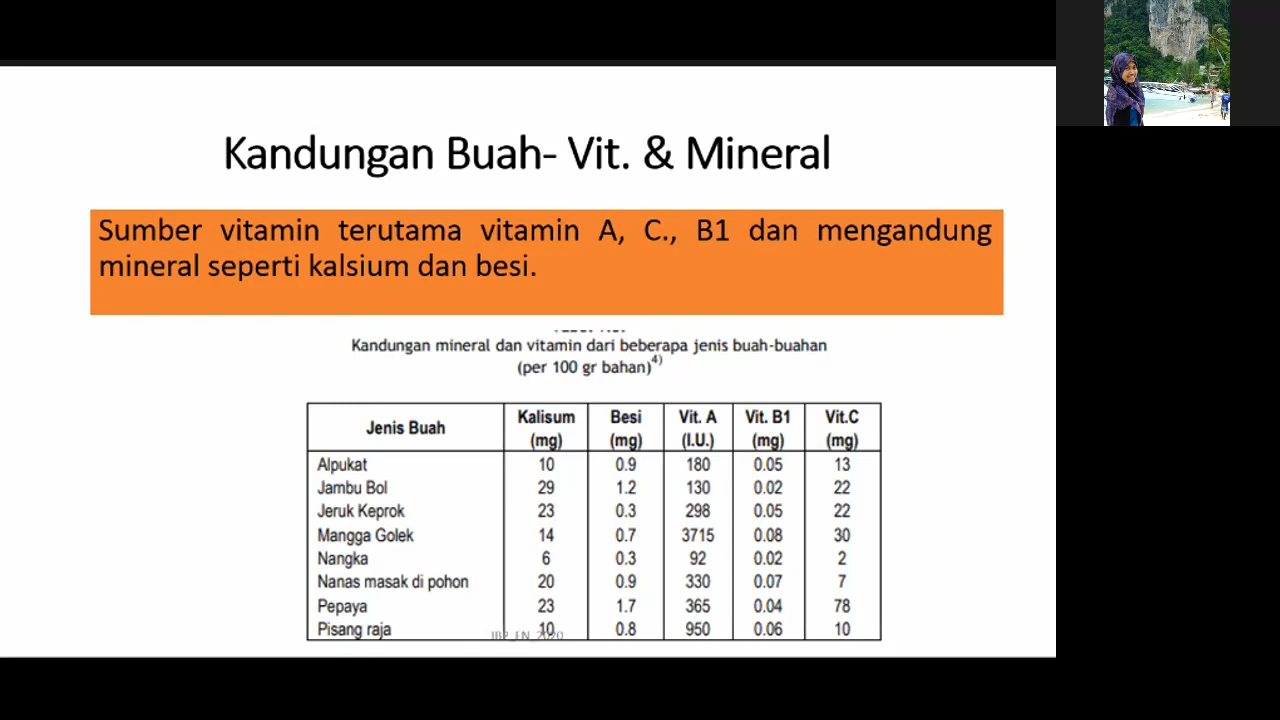 Kandungan Buah- Vit. & Mineral
Sumber vitamin terutama vitamin A, C., B1 dan mengandung
mineral seperti kalsium dan besi.
Kandungan mineral dan vitamin dari beberapa jenis buah-buahan
(per 100 gr bahan)4)
Jenis Buah Kalisum (mg) Besi (mg) Vit. A (I.U.) Vit. B1 (mg) Vit.C (mg)
Alpukat 10 0.9 180 0.05 13
Jambu Bol 29 1.2 130 0.02 22
Jeruk Keprok 23 0.3 298 0.05 22
Mangga Golek 14 0.7 3715 0.08 30
Nangka 6 0.3 92 0.02 2
Nanas masak di pohon 20 0.9 330 0.07 7
Pepaya 23 1.7 365 0.04 78
Pisang raja 10 0.8 950 0.06 10